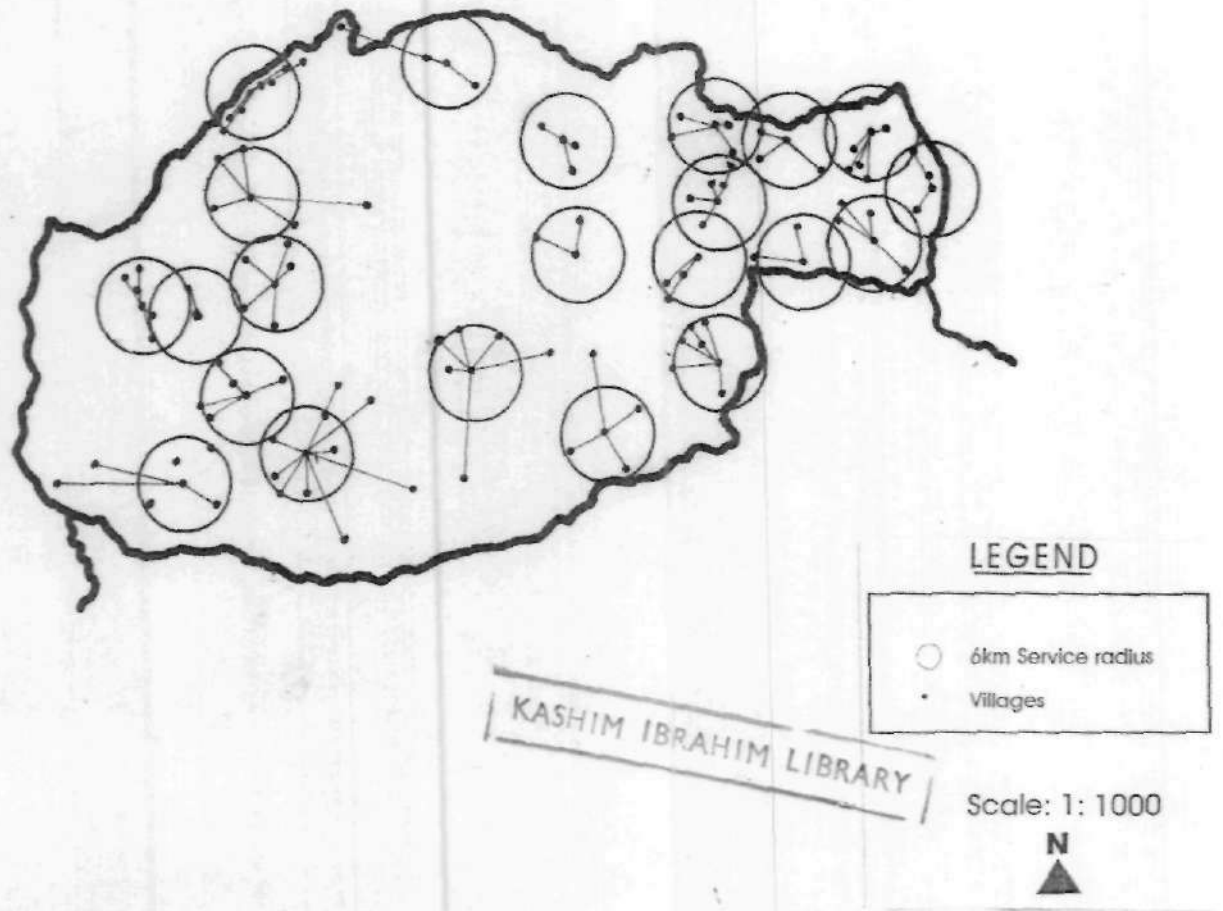 LEGEND
6km Service radius
Villages
KASHIM IBRAHIM LIBRARY
Scale: 1: 1000
N